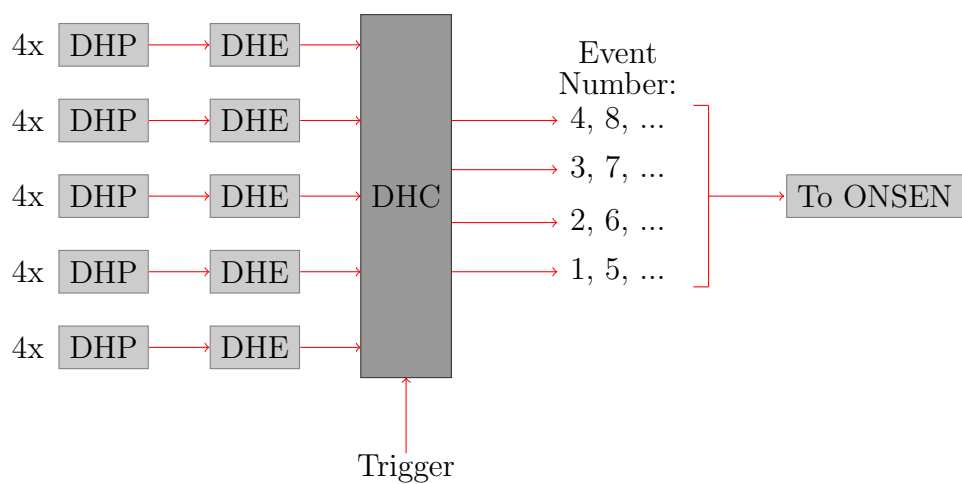 4x DHP DHE
Event
Number:
4x DHP DHE 4, 8, ...
3, 7, ...
4x DHP DHE DHC To ONSEN
2, 6, ...
4x DHP DHE 1, 5, ...
4x DHP DHE
Trigger